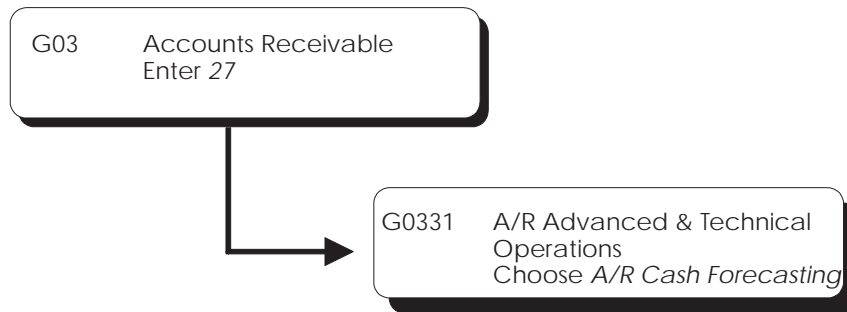 G03 Accounts Receivable
Enter 27
G0331 A/R Advanced & Technical
Operations
Choose A/R Cash Forecasting